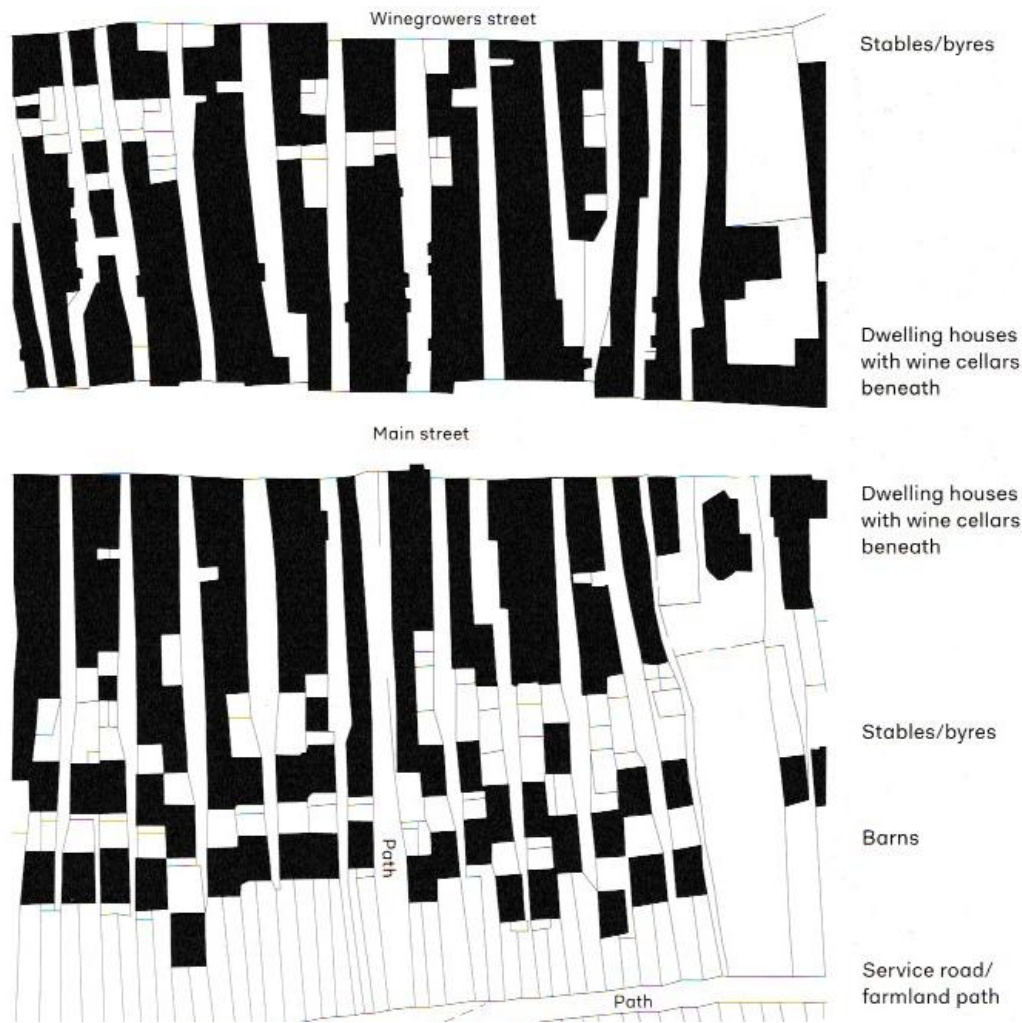 Winegrowers street
Stables/byres
Dwelling houses
with wine cellars
beneath
Main street
Dwelling houses
with wine cellars
beneath
Stables/byres
Path
Barns
Service road/
farmland path
Path